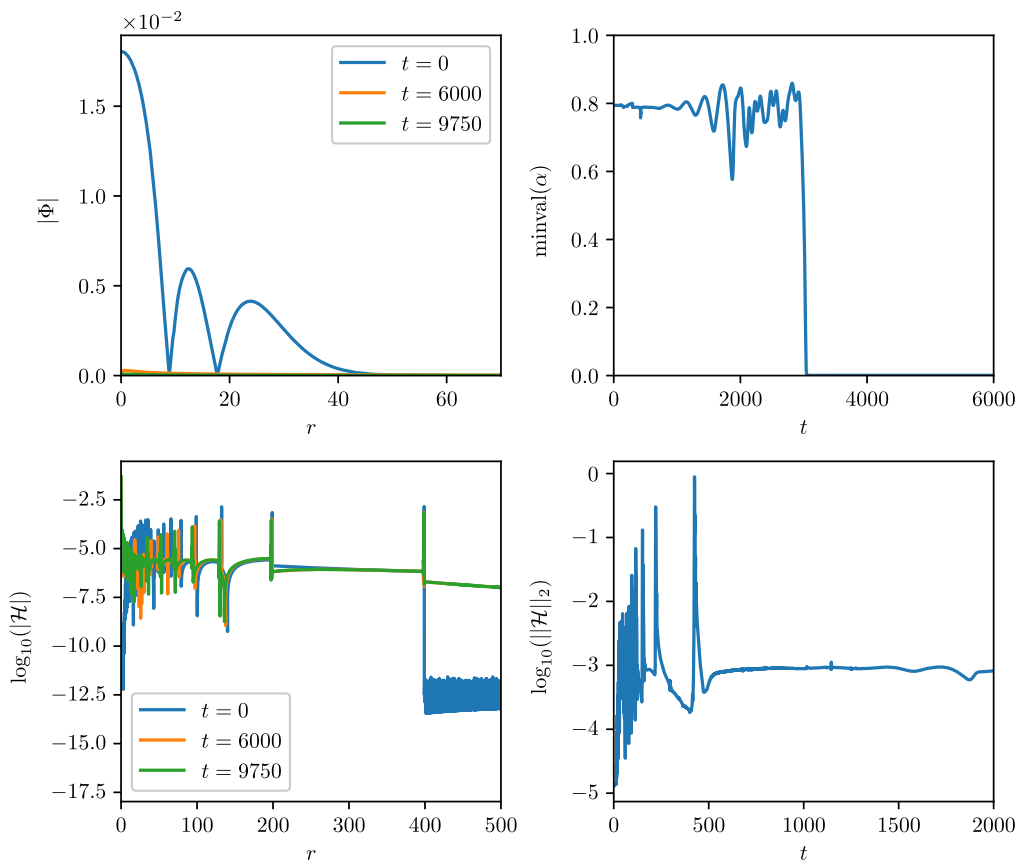 ×10⁻²
|Φ|
1.5
1.0
0.5
0.0
0 20 40 60
r
t = 0
t = 6000
t = 9750
minval(α)
1.0
0.8
0.6
0.4
0.2
0.0
0 2000 4000 6000
t
log₁₀(|ℋ|)
−2.5
−5.0
−7.5
−10.0
−12.5
−15.0
−17.5
0 100 200 300 400 500
r
t = 0
t = 6000
t = 9750
log₁₀(||ℋ||₂)
0
−1
−2
−3
−4
−5
0 500 1000 1500 2000
t